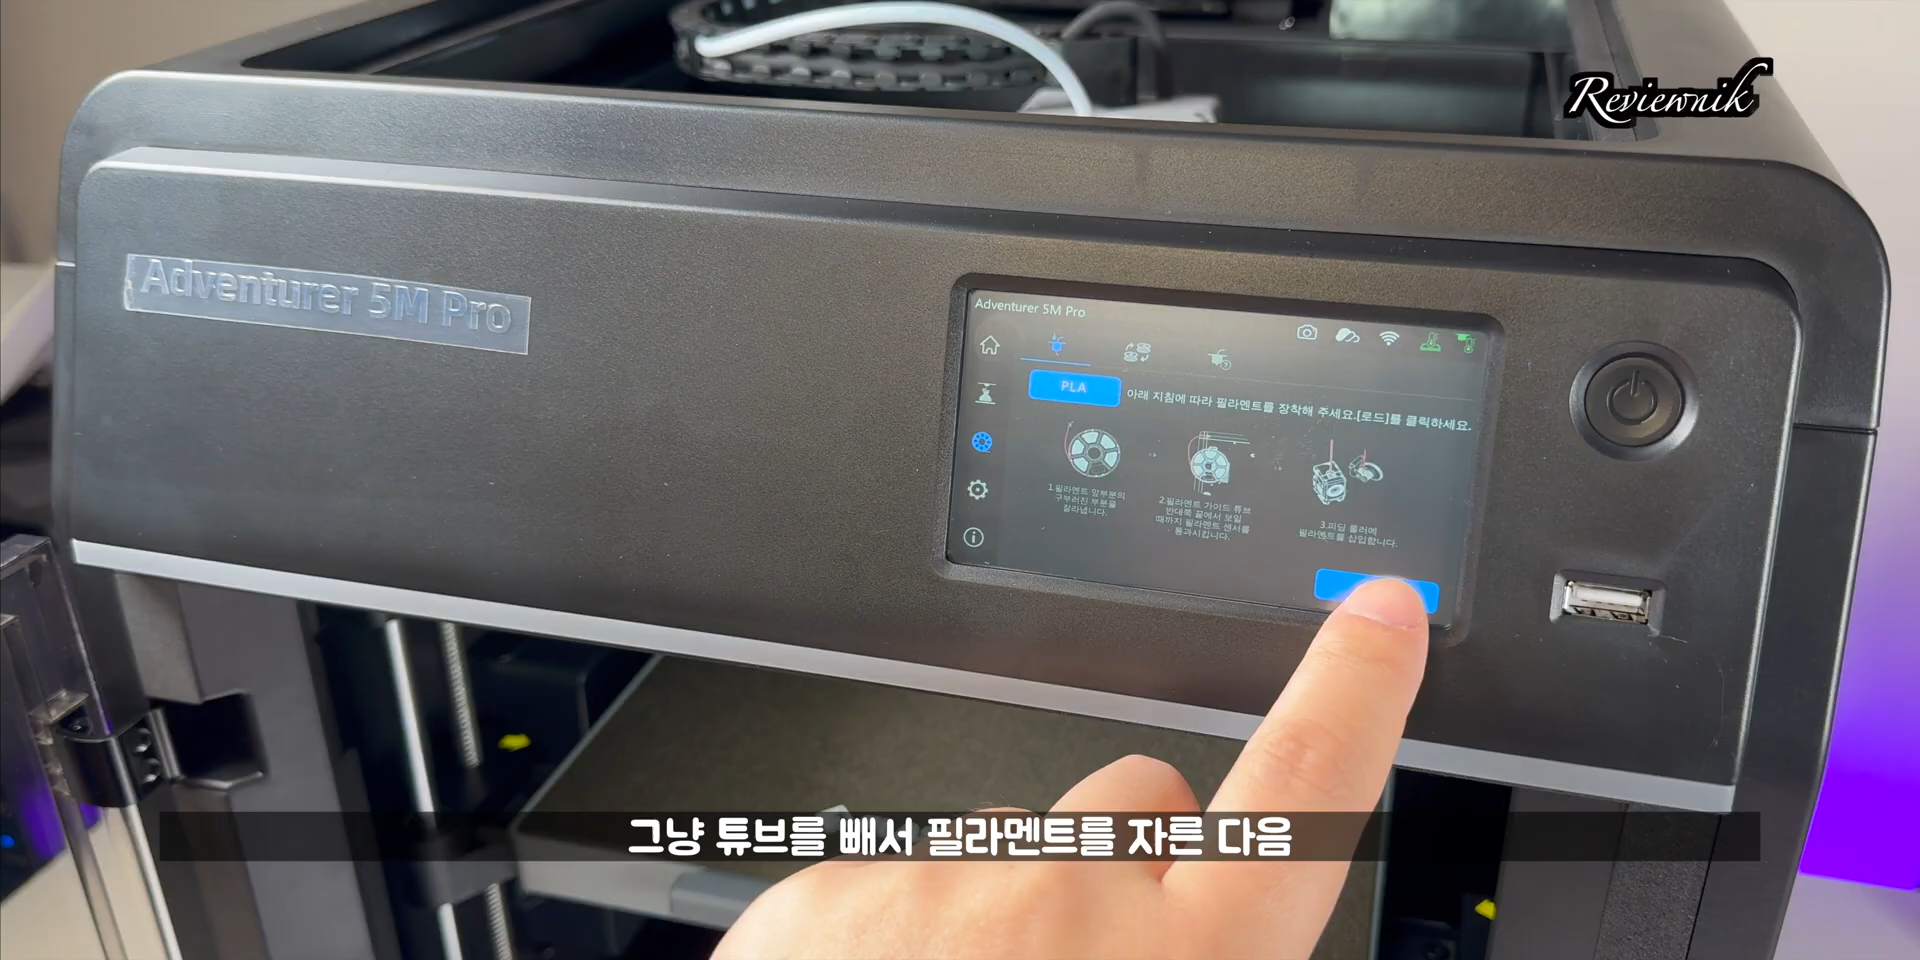 Reviewnik
Adventurer 5M Pro
Adventurer 5M Pro
PLA
아래 지침에 따라 필라멘트를 장착해 주세요.[로드]를 클릭하세요.
1.필라멘트 앞부분의
구부러진 부분을
잘라냅니다.
2.필라멘트 가이드 튜브
반대쪽 끝에서 보일
때까지 필라멘트 센서를
통과시킵니다.
3.피딩 롤러에
필라멘트를 삽입합니다.
그냥 튜브를 빼서 필라멘트를 자른 다음